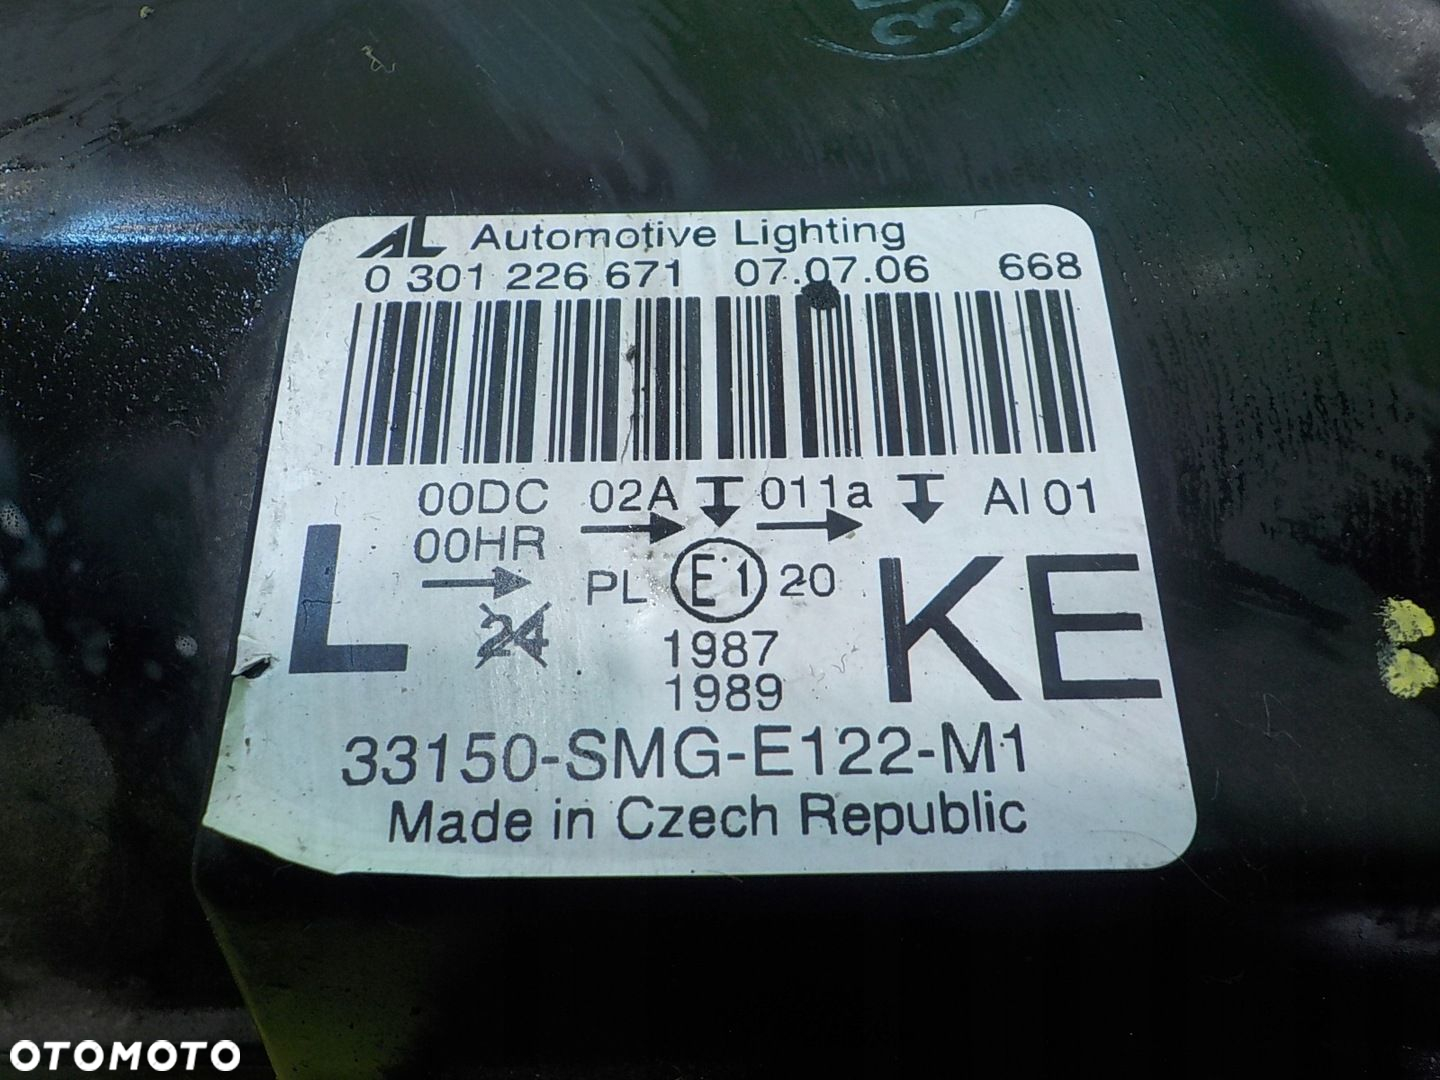 AL Automotive Lighting
0 301 226 671 07.07.06 668
00DC 02A 011a AI 01
00HR
L PL E 1 20 KE
24
1987
1989
33150-SMG-E122-M1
Made in Czech Republic
OTOMOTO